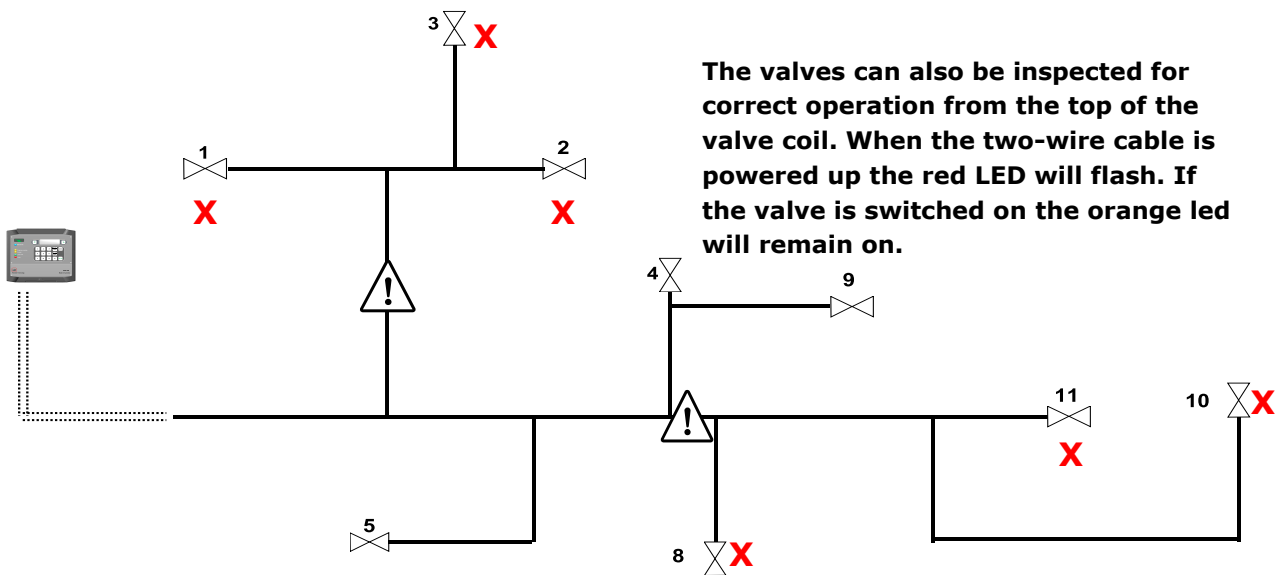 3
X
The valves can also be inspected for
correct operation from the top of the
valve coil. When the two-wire cable is
powered up the red LED will flash. If
the valve is switched on the orange led
will remain on.
1
2
X
X
4
9
!
11
10
X
!
X
5
8
X